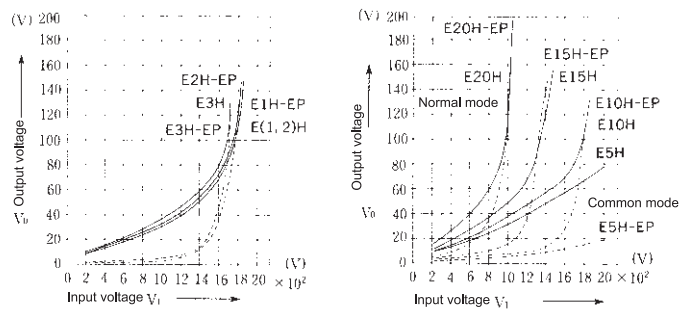 (V) 200
180
160
140
120
100
80
60
40
20
0
Output voltage
V₀
E2H-EP
E3H
E1H-EP
E3H-EP
E(1, 2)H
0 2 4 6 8 10 12 14 16 18 20
(V)
× 10²
Input voltage V₁
(V) 200
180
160
140
120
100
80
60
40
20
0
Output voltage
V₀
E20H-EP
E15H-EP
E20H
E15H
Normal mode
E10H-EP
E10H
E5H
Common mode
E5H-EP
(V)
0 2 4 6 8 10 12 14 16 18 20
× 10²
Input voltage V₁